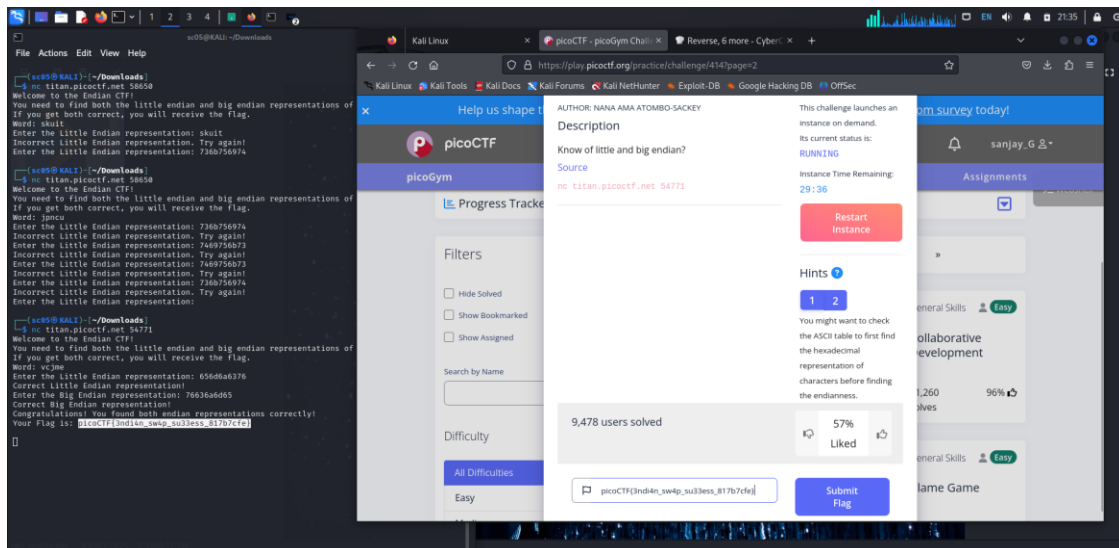 1 2 3 4
EN 21:35
sc05@KALI: ~/Downloads
File Actions Edit View Help
(sc05㉿KALI)-[~/Downloads]
$ nc titan.picoctf.net 58650
Welcome to the Endian CTF!
You need to find both the little endian and big endian representations of
If you get both correct, you will receive the flag.
Word: skuit
Enter the Little Endian representation: skuit
Incorrect Little Endian representation. Try again!
Enter the Little Endian representation: 736b756974
(sc05㉿KALI)-[~/Downloads]
$ nc titan.picoctf.net 58650
Welcome to the Endian CTF!
You need to find both the little endian and big endian representations of
If you get both correct, you will receive the flag.
Word: jpncu
Enter the Little Endian representation: 736b756974
Incorrect Little Endian representation. Try again!
Enter the Little Endian representation: 7469756b73
Incorrect Little Endian representation. Try again!
Enter the Little Endian representation: 7469756b73
Incorrect Little Endian representation. Try again!
Enter the Little Endian representation: 736b756974
Incorrect Little Endian representation. Try again!
Enter the Little Endian representation:
(sc05㉿KALI)-[~/Downloads]
$ nc titan.picoctf.net 54771
Welcome to the Endian CTF!
You need to find both the little endian and big endian representations of
If you get both correct, you will receive the flag.
Word: vcjme
Enter the Little Endian representation: 656d6a6376
Correct Little Endian representation!
Enter the Big Endian representation: 76636a6d65
Correct Big Endian representation!
Congratulations! You found both endian representations correctly!
Your Flag is: picoCTF{3ndi4n_sw4p_su33ess_817b7cfe}
Kali Linux
picoCTF - picoGym Challe
Reverse, 6 more - CyberC
https://play.picoctf.org/practice/challenge/414?page=2
Kali Linux Kali Tools Kali Docs Kali Forums Kali NetHunter Exploit-DB Google Hacking DB OffSec
Help us shape t
om survey today!
picoCTF
sanjay_G
picoGym
Assignments
Progress Tracke
Filters
Hide Solved
Show Bookmarked
Show Assigned
Search by Name
Difficulty
All Difficulties
Easy
AUTHOR: NANA AMA ATOMBO-SACKEY
Description
Know of little and big endian?
Source
nc titan.picoctf.net 54771
This challenge launches an
instance on demand.
Its current status is:
RUNNING
Instance Time Remaining:
29:36
Restart
Instance
Hints ?
1 2
You might want to check
the ASCII table to first find
the hexadecimal
representation of
characters before finding
the endianness.
9,478 users solved
57%
Liked
picoCTF{3ndi4n_sw4p_su33ess_817b7cfe}
Submit
Flag
»
eneral Skills Easy
ollaborative
evelopment
1,260
olves
96%
eneral Skills Easy
lame Game